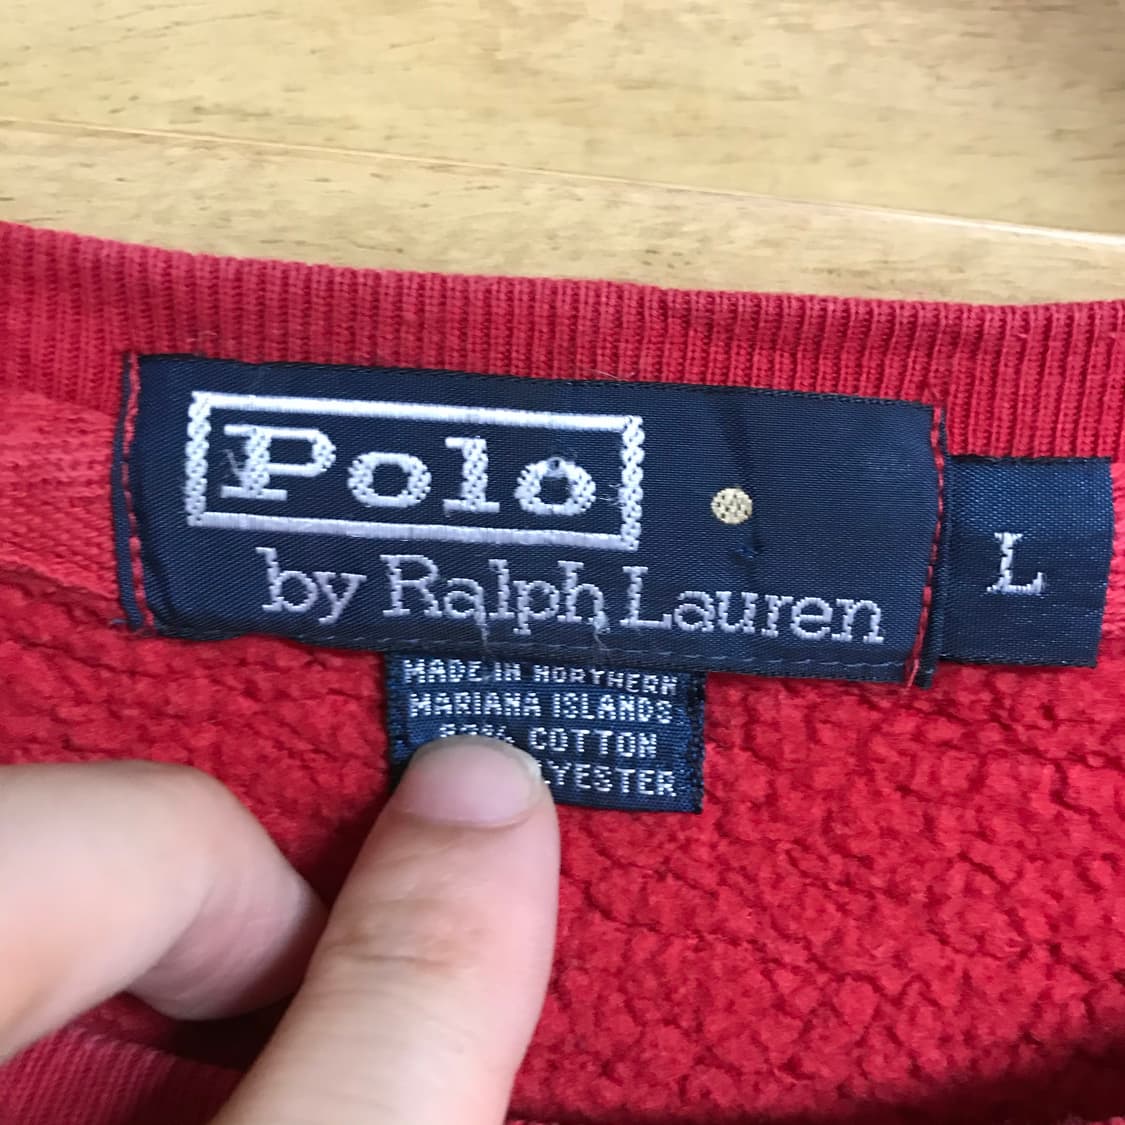 Polo
by Ralph Lauren
L
MADE IN NORTHERN
MARIANA ISLANDS
COTTON